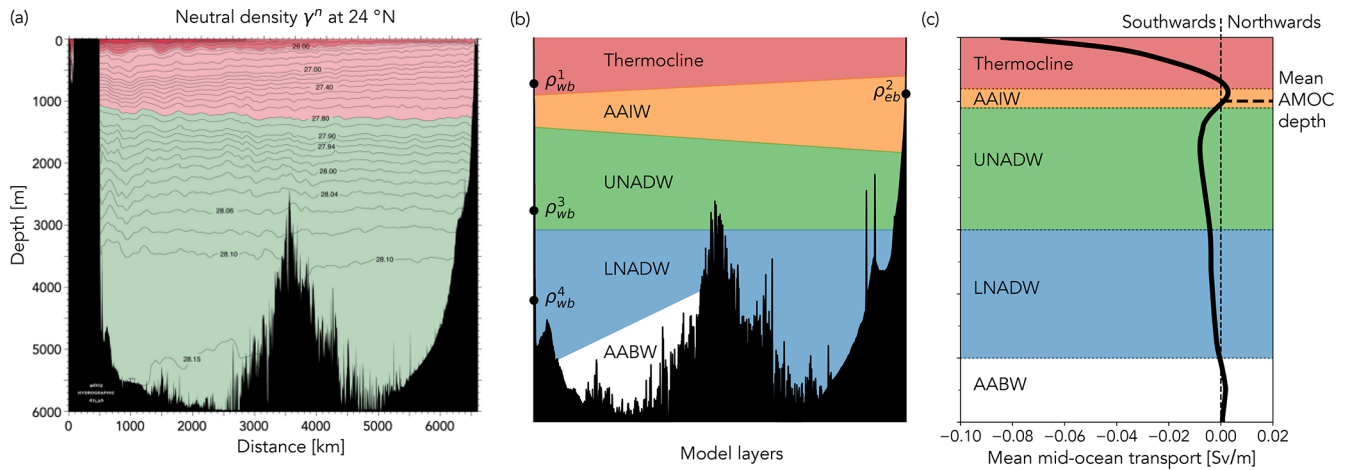 (a)
Neutral density γⁿ at 24 °N
0
1000
2000
3000
4000
5000
6000
Depth [m]
26.00
27.00
27.40
27.80
27.90
27.94
28.00
28.04
28.06
28.10
28.10
28.15
WOCE
HYDROGRAPHIC
ATLAS
0 1000 2000 3000 4000 5000 6000
Distance [km]
(b)
Thermocline
ρ¹wb
ρ²eb
AAIW
UNADW
ρ³wb
LNADW
ρ⁴wb
AABW
Model layers
(c)
Southwards Northwards
Thermocline
Mean
AAIW
AMOC
depth
UNADW
LNADW
AABW
−0.10 −0.08 −0.06 −0.04 −0.02 0.00 0.02
Mean mid-ocean transport [Sv/m]